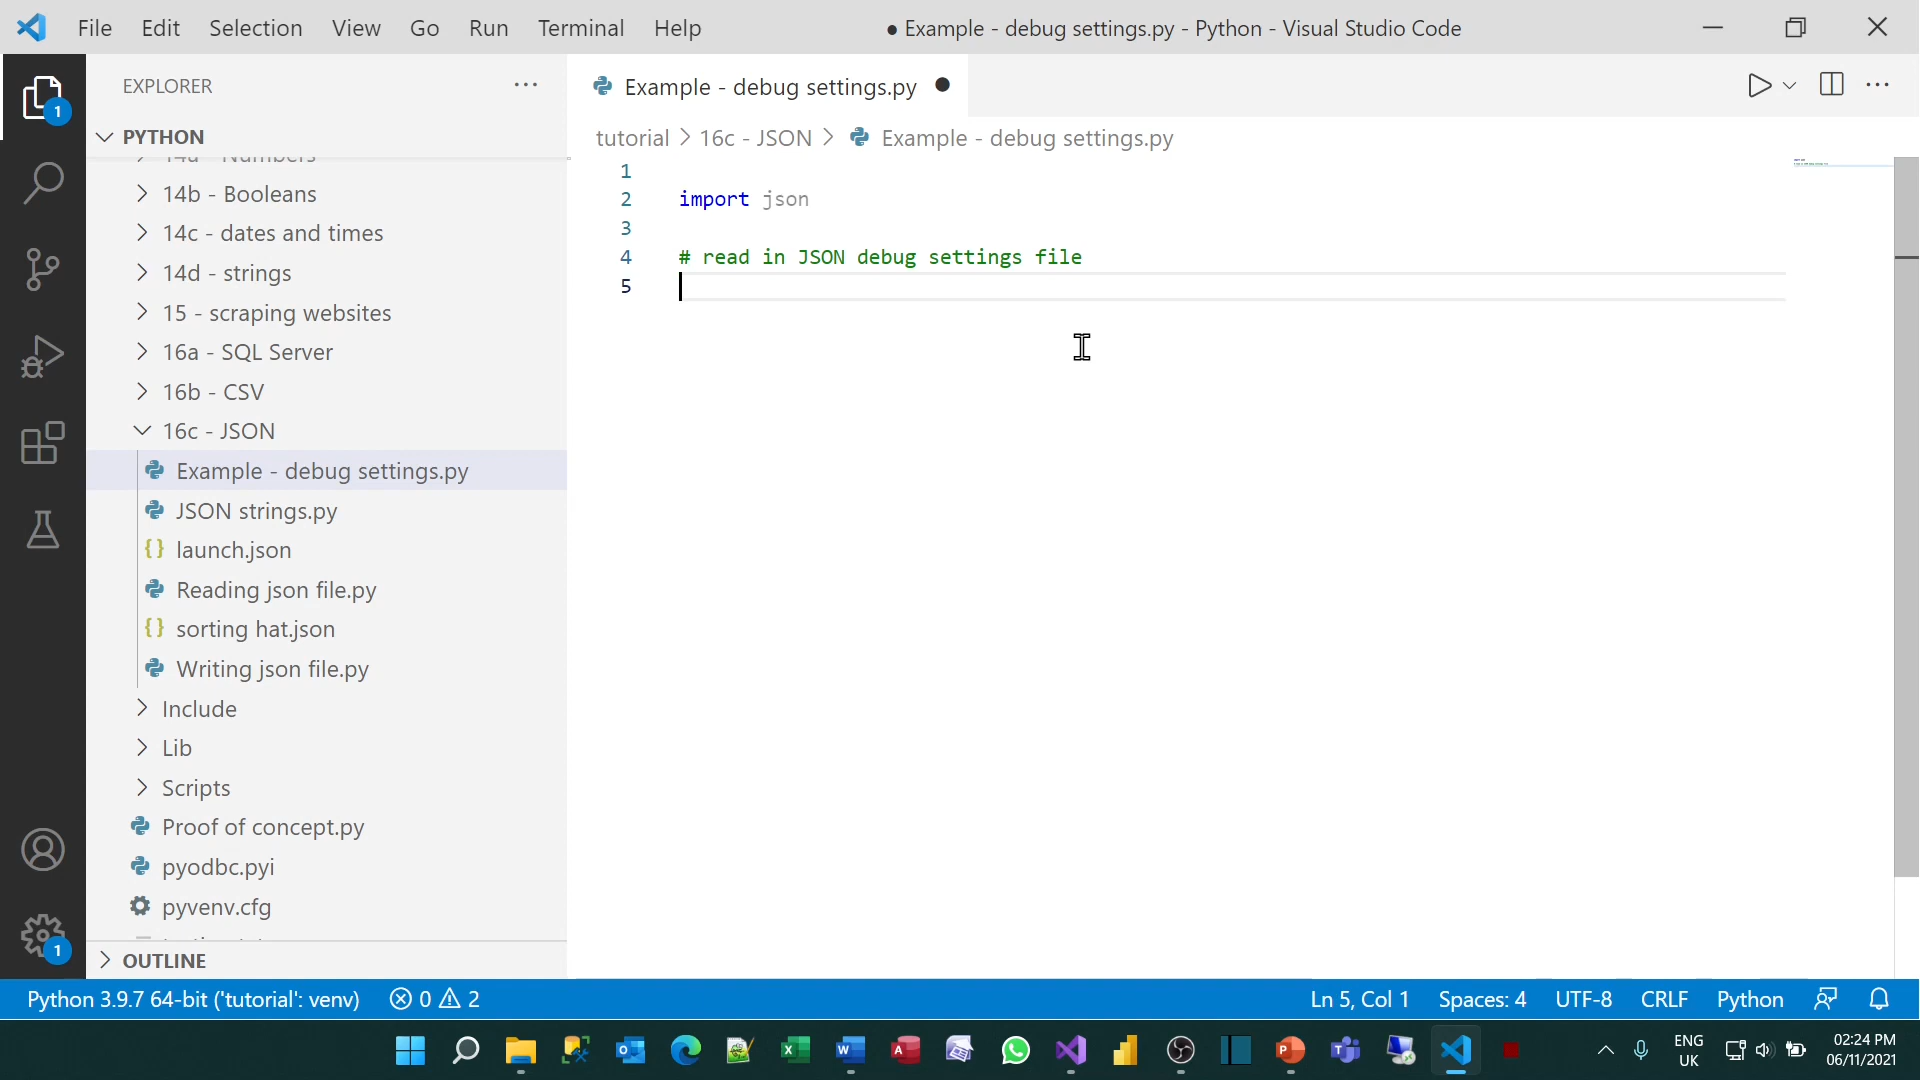 File Edit Selection View Go Run Terminal Help
● Example - debug settings.py - Python - Visual Studio Code
EXPLORER
PYTHON
14a - Numbers
14b - Booleans
14c - dates and times
14d - strings
15 - scraping websites
16a - SQL Server
16b - CSV
16c - JSON
Example - debug settings.py
JSON strings.py
launch.json
Reading json file.py
sorting hat.json
Writing json file.py
Include
Lib
Scripts
Proof of concept.py
pyodbc.pyi
pyvenv.cfg
OUTLINE
1
1
Example - debug settings.py ●
tutorial > 16c - JSON > Example - debug settings.py
1
2 import json
3
4 # read in JSON debug settings file
5
Python 3.9.7 64-bit ('tutorial': venv) 0 2
Ln 5, Col 1 Spaces: 4 UTF-8 CRLF Python
ENG
UK
02:24 PM
06/11/2021